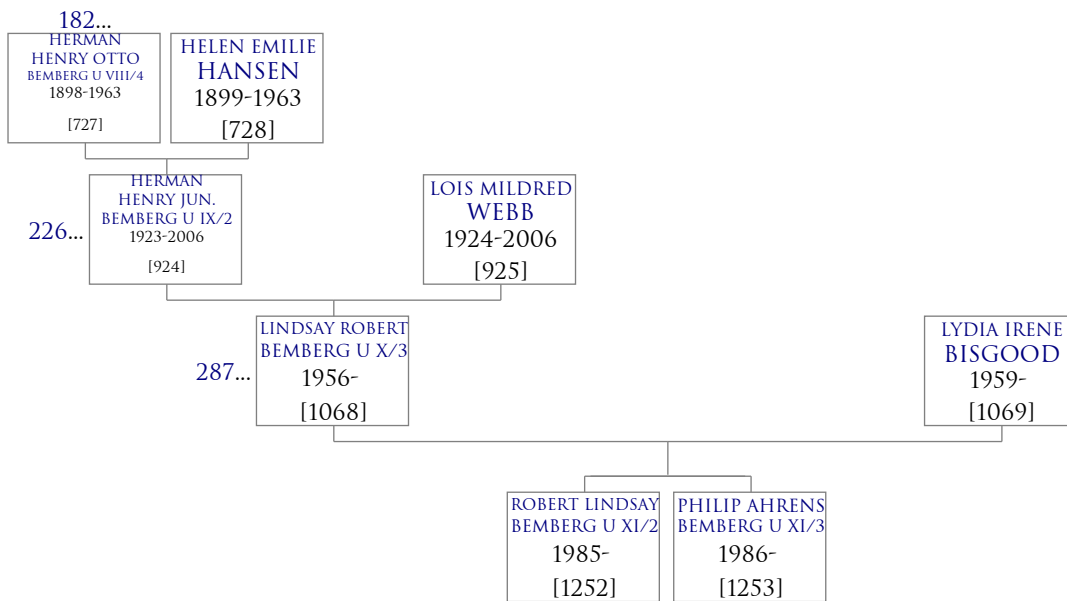 182...
HERMAN
HENRY OTTO
BEMBERG U VIII/4
1898-1963
[727]
HELEN EMILIE
HANSEN
1899-1963
[728]
226...
HERMAN
HENRY JUN.
BEMBERG U IX/2
1923-2006
[924]
LOIS MILDRED
WEBB
1924-2006
[925]
287...
LINDSAY ROBERT
BEMBERG U X/3
1956-
[1068]
LYDIA IRENE
BISGOOD
1959-
[1069]
ROBERT LINDSAY
BEMBERG U XI/2
1985-
[1252]
PHILIP AHRENS
BEMBERG U XI/3
1986-
[1253]